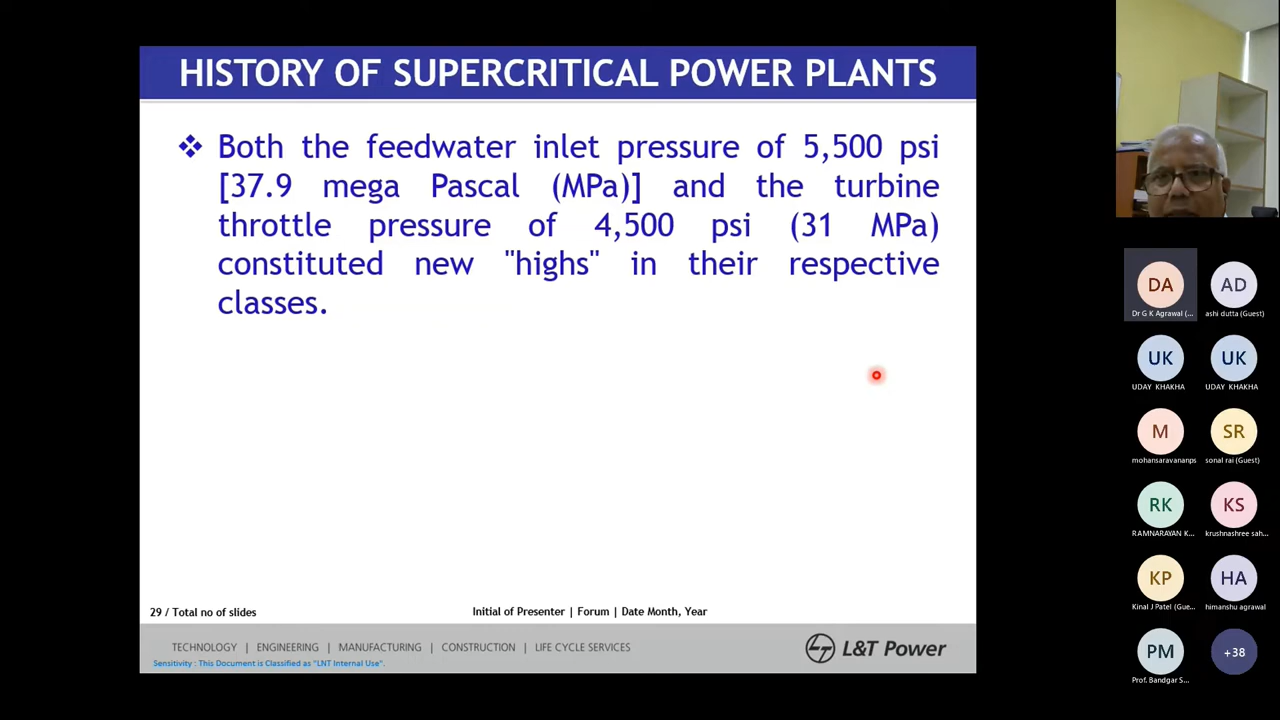 HISTORY OF SUPERCRITICAL POWER PLANTS
Both the feedwater inlet pressure of 5,500 psi
[37.9 mega Pascal (MPa)] and the turbine
throttle pressure of 4,500 psi (31 MPa)
constituted new "highs" in their respective
classes.
29 / Total no of slides
Initial of Presenter | Forum | Date Month, Year
TECHNOLOGY | ENGINEERING | MANUFACTURING | CONSTRUCTION | LIFE CYCLE SERVICES
Sensitivity : This Document is Classified as "LNT Internal Use".
L&T Power
DA
Dr G K Agrawal (...
AD
ashi dutta (Guest)
UK
UDAY KHAKHA
UK
UDAY KHAKHA
M
mohansaravananps
SR
sonal rai (Guest)
RK
RAMNARAYAN K...
KS
krushnashree sah...
KP
Kinal J Patel (Gue...
HA
himanshu agrawal
PM
Prof. Bandgar S...
+38